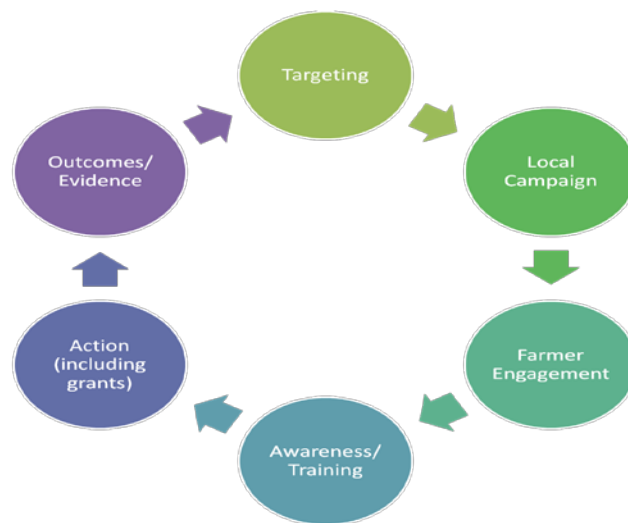 Targeting
Local
Campaign
Farmer
Engagement
Awareness/
Training
Action
(including
grants)
Outcomes/
Evidence